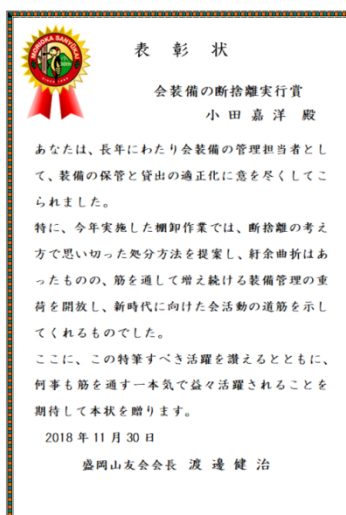 MORIOKA SANYUKAI
表 彰 状
会装備の断捨離実行賞
小 田 嘉 洋 殿
あなたは、長年にわたり会装備の管理担当者とし
て、装備の保管と貸出の適正化に意を尽くしてこ
られました。
特に、今年実施した棚卸作業では、断捨離の考え
方で思い切った処分方法を提案し、紆余曲折はあ
ったものの、筋を通して増え続ける装備管理の重
荷を開放し、新時代に向けた会活動の道筋を示し
てくれるものでした。
ここに、この特筆すべき活躍を讃えるとともに、
何事も筋を通す一本気で益々活躍されることを
期待して本状を贈ります。
2018 年 11 月 30 日
盛岡山友会会長 渡 邊 健 治